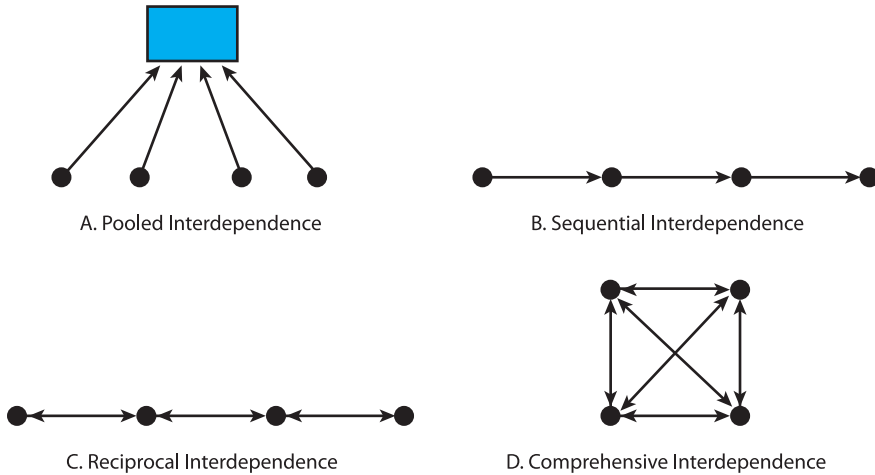 A. Pooled Interdependence
B. Sequential Interdependence
C. Reciprocal Interdependence
D. Comprehensive Interdependence